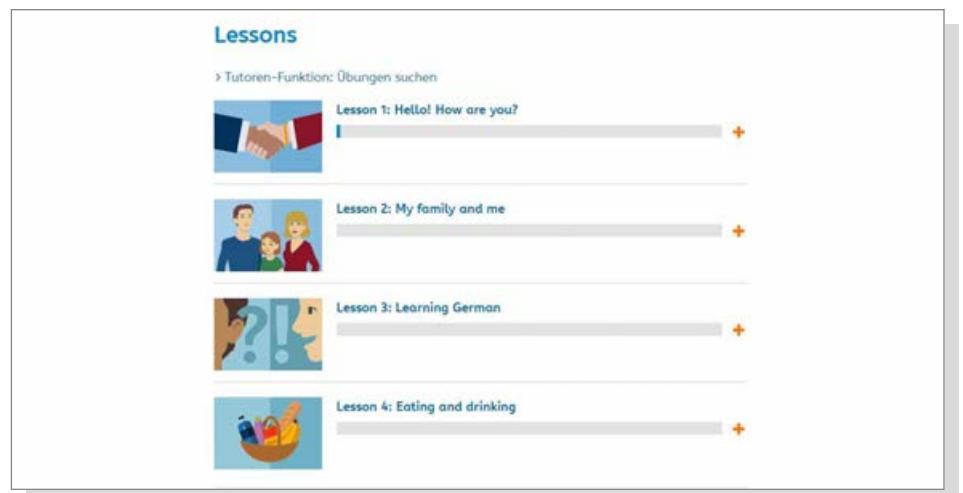 Lessons
> Tutoren-Funktion: Übungen suchen
Lesson 1: Hello! How are you?
Lesson 2: My family and me
Lesson 3: Learning German
Lesson 4: Eating and drinking